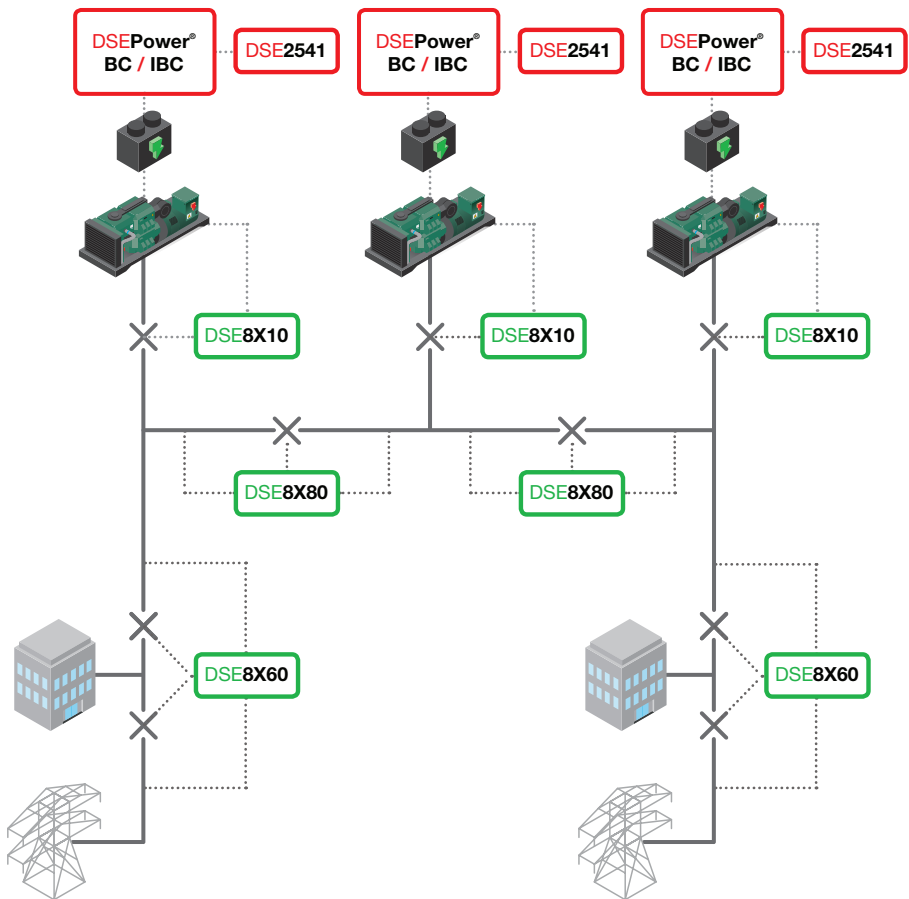 DSEPower®
BC / IBC
DSE2541
DSEPower®
BC / IBC
DSE2541
DSEPower®
BC / IBC
DSE2541
DSE8X10
DSE8X10
DSE8X10
DSE8X80
DSE8X80
DSE8X60
DSE8X60